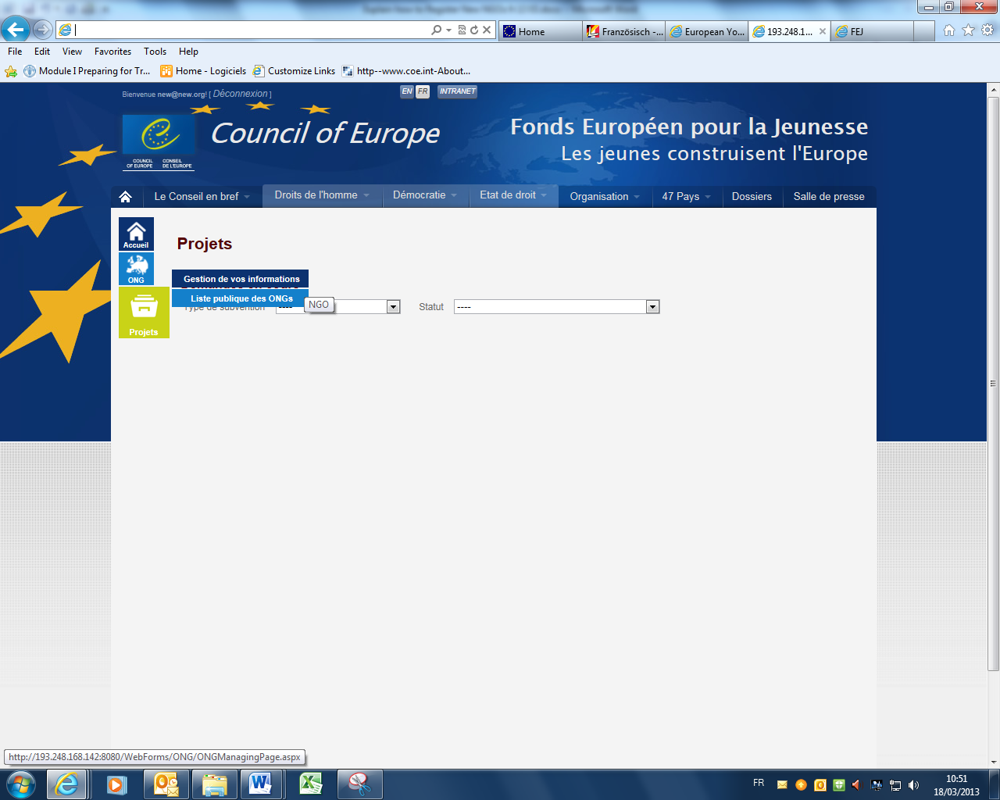 Home
Französisch -...
European Yo...
193.248.1...
FEJ
File Edit View Favorites Tools Help
Module I Preparing for Tr...
Home - Logiciels
Customize Links
http--www.coe.int-About...
Bienvenue new@new.org! [ Déconnexion ]
EN FR INTRANET
Council of Europe
COUNCIL OF EUROPE
CONSEIL DE L'EUROPE
Fonds Européen pour la Jeunesse
Les jeunes construisent l'Europe
Le Conseil en bref
Droits de l'homme
Démocratie
Etat de droit
Organisation
47 Pays
Dossiers
Salle de presse
Accueil
ONG
Projets
Projets
Gestion de vos informations
Liste publique des ONGs
NGO
Type de subvention ----
Statut ----
http://193.248.168.142:8080/WebForms/ONG/ONGManagingPage.aspx
FR
10:51
18/03/2013